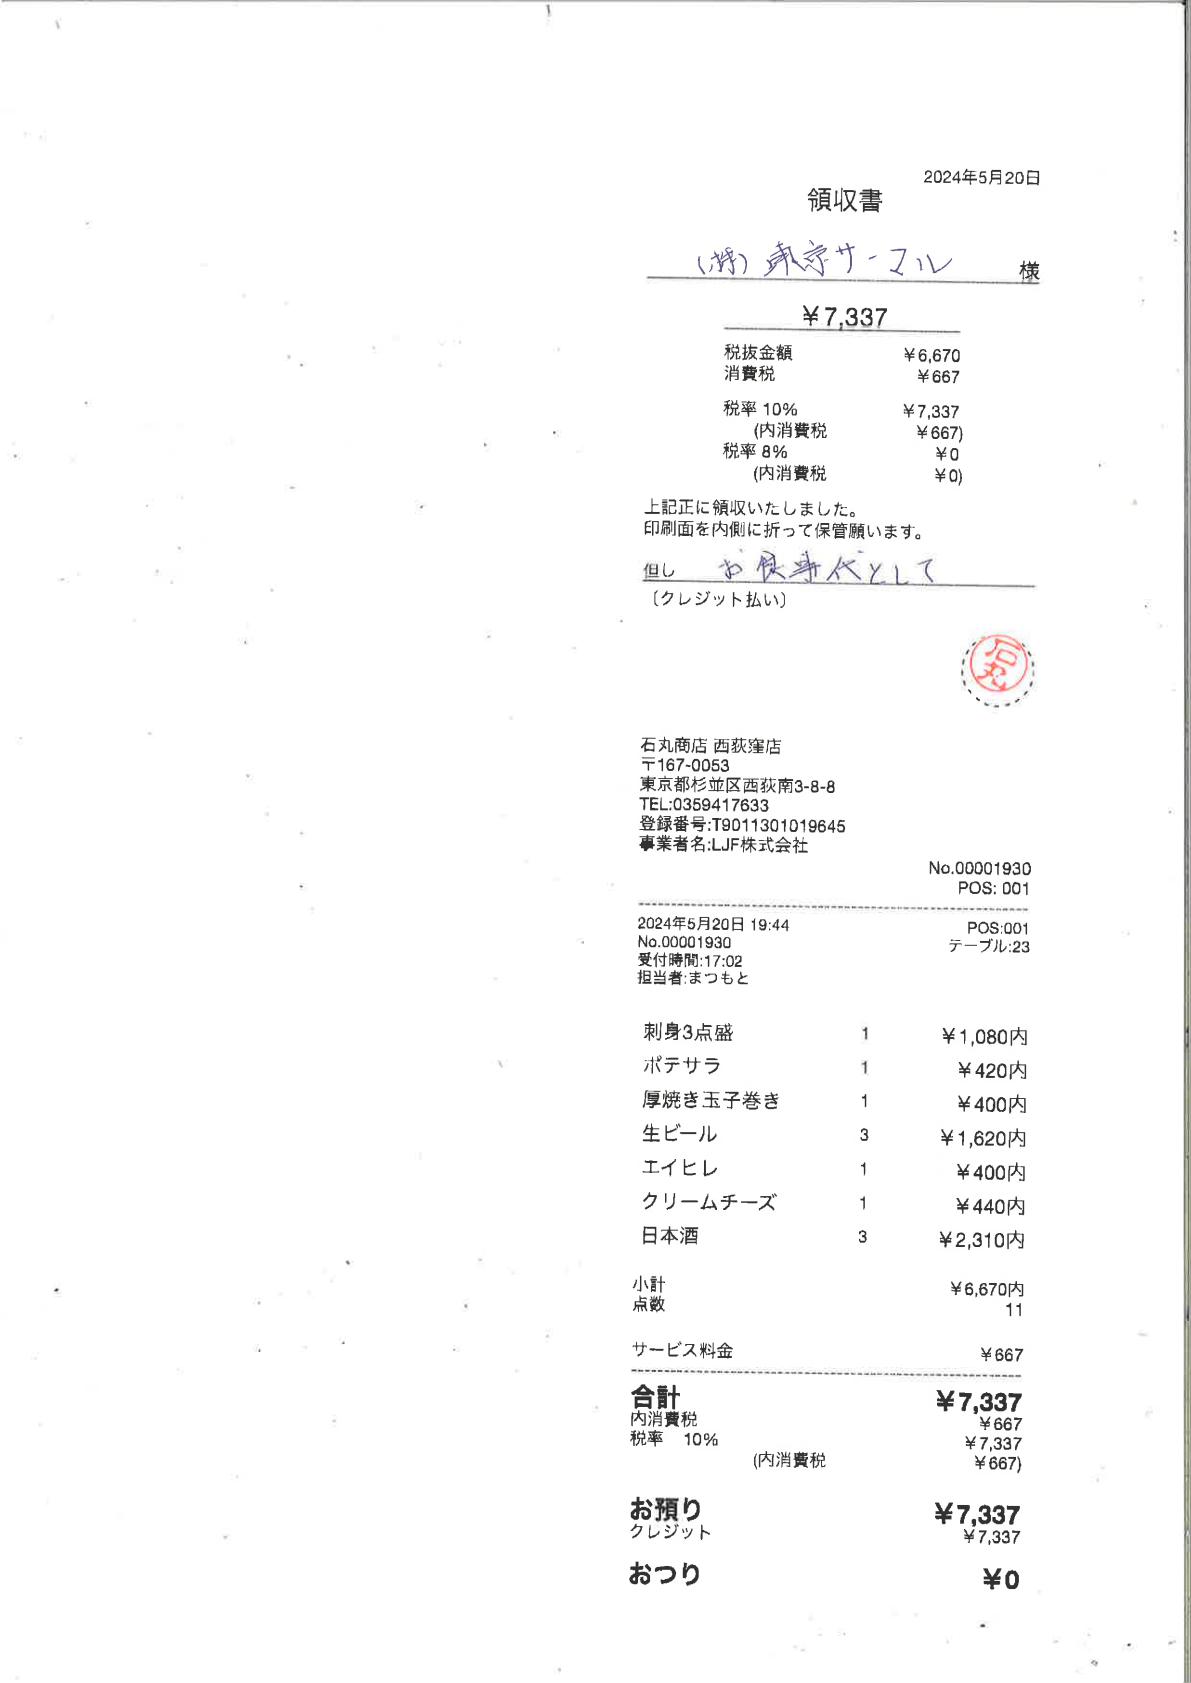 2024年5月20日
領収書
(株)東京サーマル 様
¥7,337
税抜金額 ¥6,670
消費税 ¥667
税率 10% ¥7,337
(内消費税 ¥667)
税率 8% ¥0
(内消費税 ¥0)
上記正に領収いたしました。
印刷面を内側に折って保管願います。
但し お食事代として
(クレジット払い)
石丸
石丸商店 西荻窪店
〒167-0053
東京都杉並区西荻南3-8-8
TEL:0359417633
登録番号:T9011301019645
事業者名:LJF株式会社
No.00001930
POS: 001
2024年5月20日 19:44 POS:001
No.00001930 テーブル:23
受付時間:17:02
担当者:まつもと
刺身3点盛 1 ¥1,080内
ポテサラ 1 ¥420内
厚焼き玉子巻き 1 ¥400内
生ビール 3 ¥1,620内
エイヒレ 1 ¥400内
クリームチーズ 1 ¥440内
日本酒 3 ¥2,310内
小計 ¥6,670内
点数 11
サービス料金 ¥667
合計 ¥7,337
内消費税 ¥667
税率 10% ¥7,337
(内消費税 ¥667)
お預り ¥7,337
クレジット ¥7,337
おつり ¥0